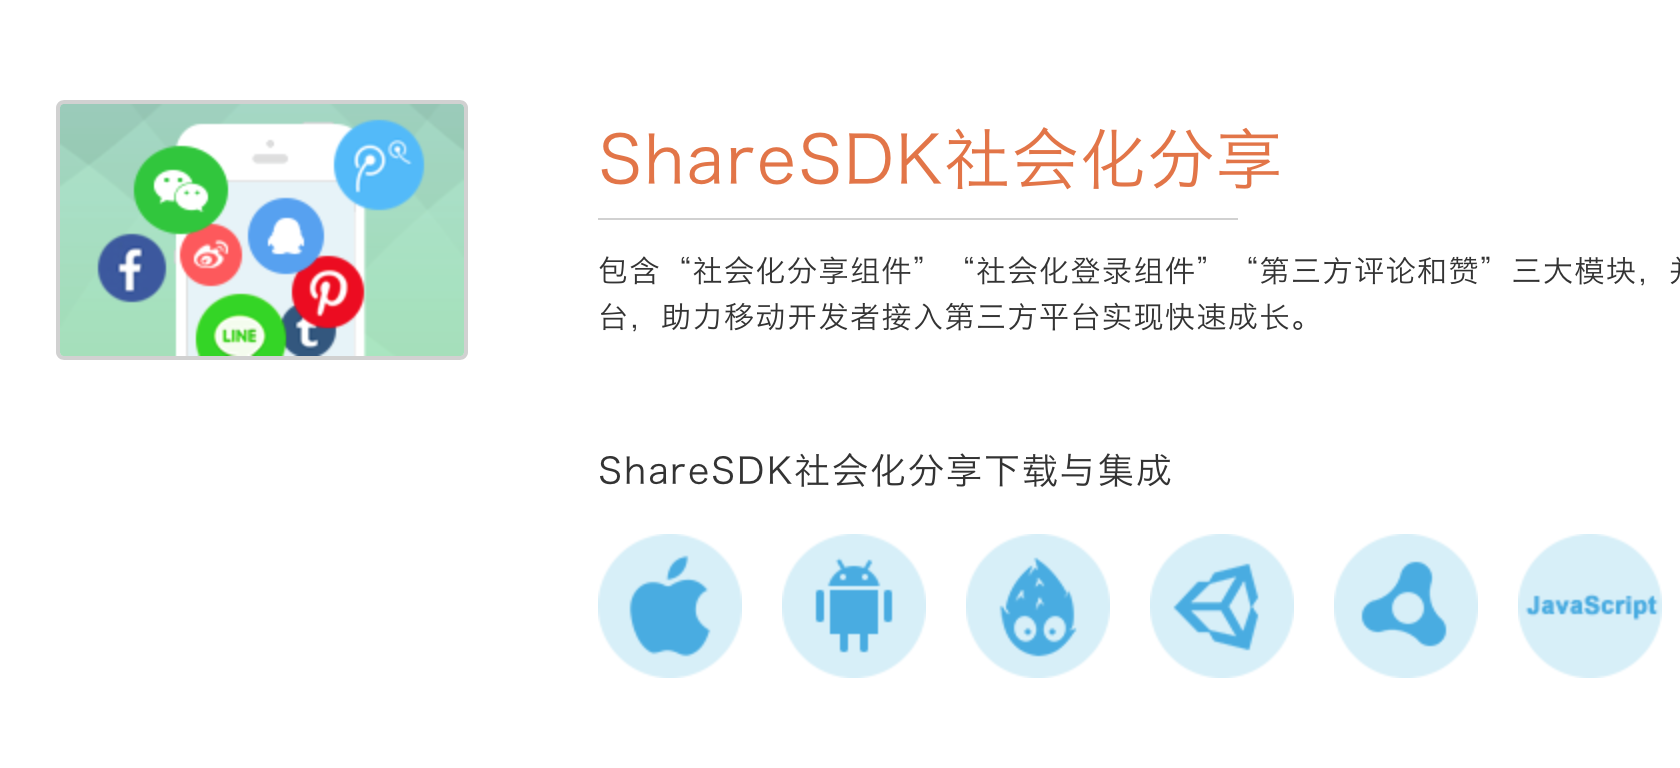 ShareSDK社会化分享
包含“社会化分享组件” “社会化登录组件” “第三方评论和赞”三大模块，
台，助力移动开发者接入第三方平台实现快速成长。
LINE
ShareSDK社会化分享下载与集成
JavaScript